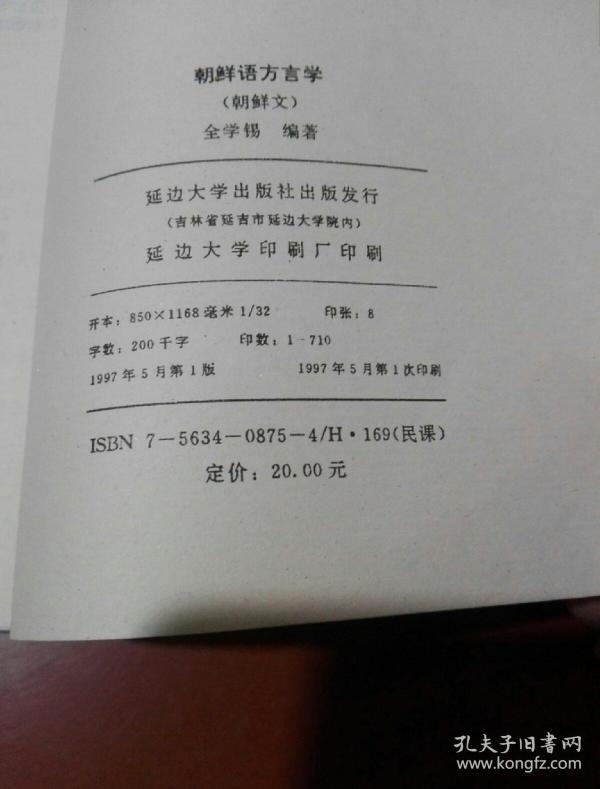 朝鲜语方言学
（朝鲜文）
全学锡 编著
延边大学出版社出版发行
（吉林省延吉市延边大学院内）
延边大学印刷厂印刷
开本：850×1168毫米1/32 印张：8
字数：200千字 印数：1-710
1997年5月第1版 1997年5月第1次印刷
ISBN 7-5634-0875-4/H·169(民课)
定价：20.00元
孔夫子旧书网
www.kongfz.com